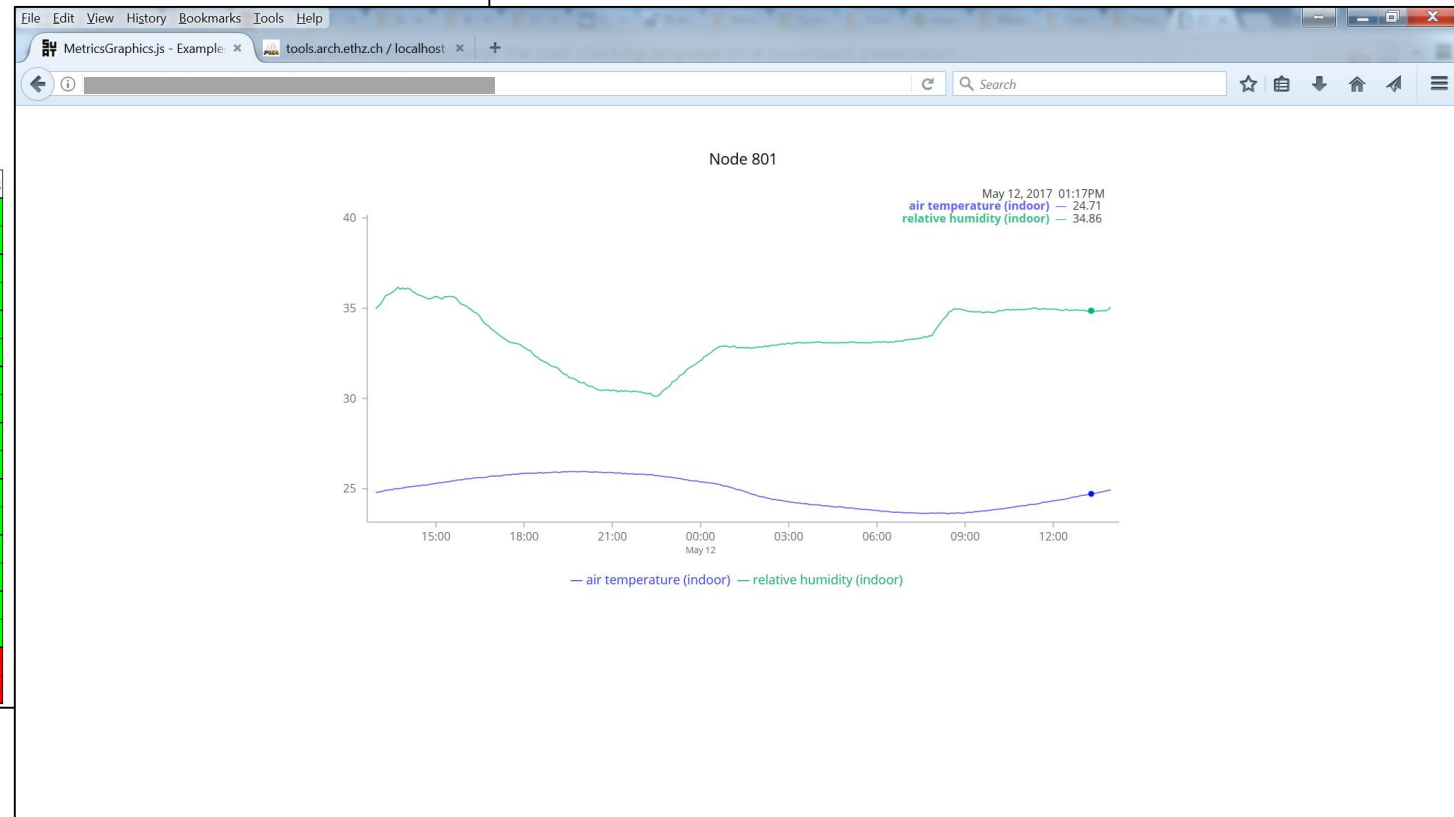 File Edit View History Bookmarks Tools Help
MetricsGraphics.js - Example
tools.arch.ethz.ch / localhost
Search
Node 801
May 12, 2017 01:17PM
air temperature (indoor) — 24.71
relative humidity (indoor) — 34.86
40
35
30
25
15:00 18:00 21:00 00:00 03:00 06:00 09:00 12:00
May 12
— air temperature (indoor) — relative humidity (indoor)